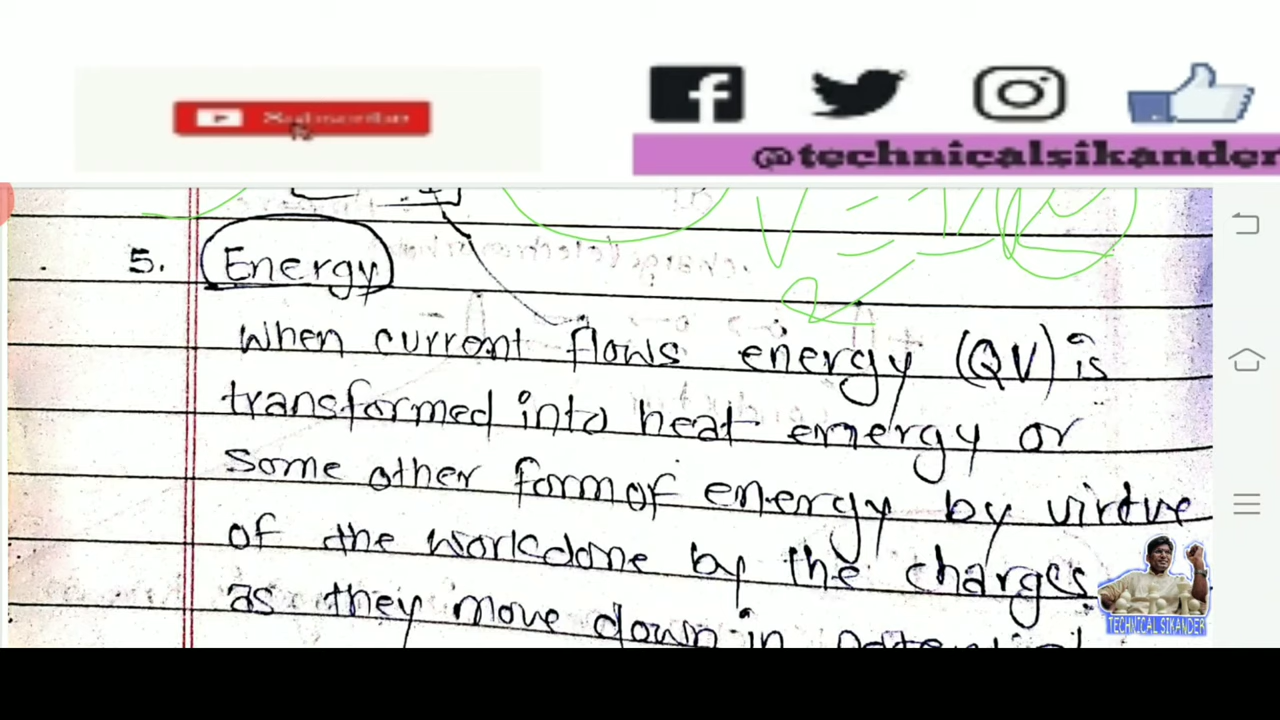 @technicalsikander
5. Energy
When current flows energy (QV) is
transformed into heat energy or
some other form of energy by virtue
of the workdone by the charges
as they move down in potential
TECHNICAL SIKANDER